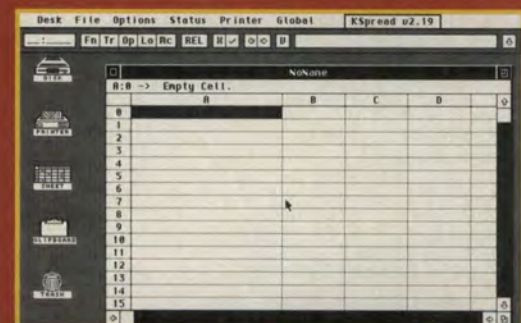 Desk File Options Status Printer Global KSpread v2.19
Fn Tr Op Lo Mc REL
NoName
A:0 -> Empty Cell.
A B C D
0
1
2
3
4
5
6
7
8
9
10
11
12
13
14
15
DISK
PRINTER
SHEET
CLIPBOARD
TRASH